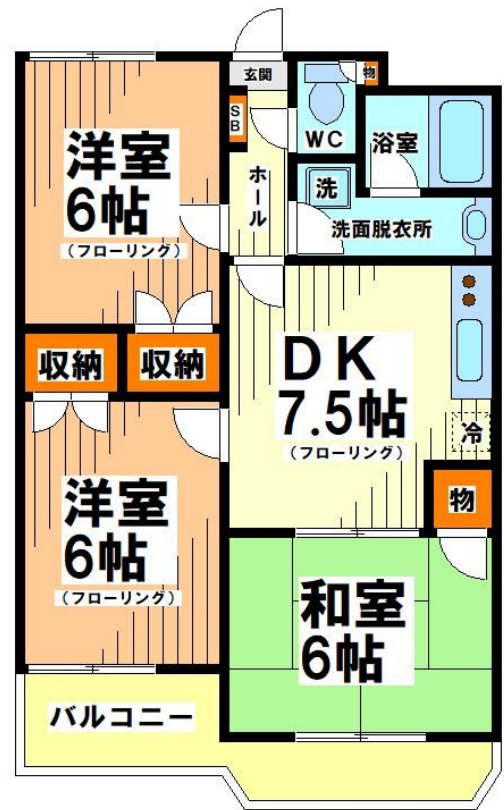 玄関
物
SB
WC
浴室
洋室
6帖
(フローリング)
ホール
洗
洗面脱衣所
収納
収納
DK
7.5帖
(フローリング)
冷
物
洋室
6帖
(フローリング)
和室
6帖
バルコニー